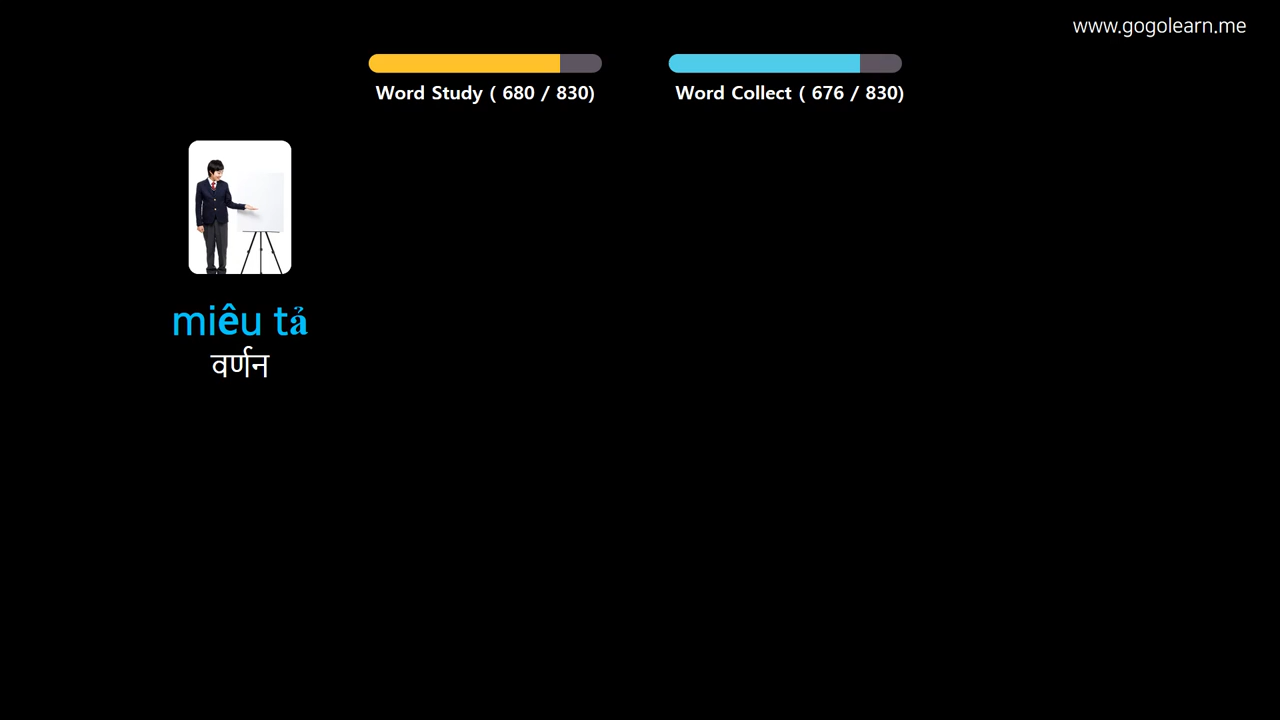 www.gogolearn.me
Word Study ( 680 / 830)
Word Collect ( 676 / 830)
miêu tả
वर्णन